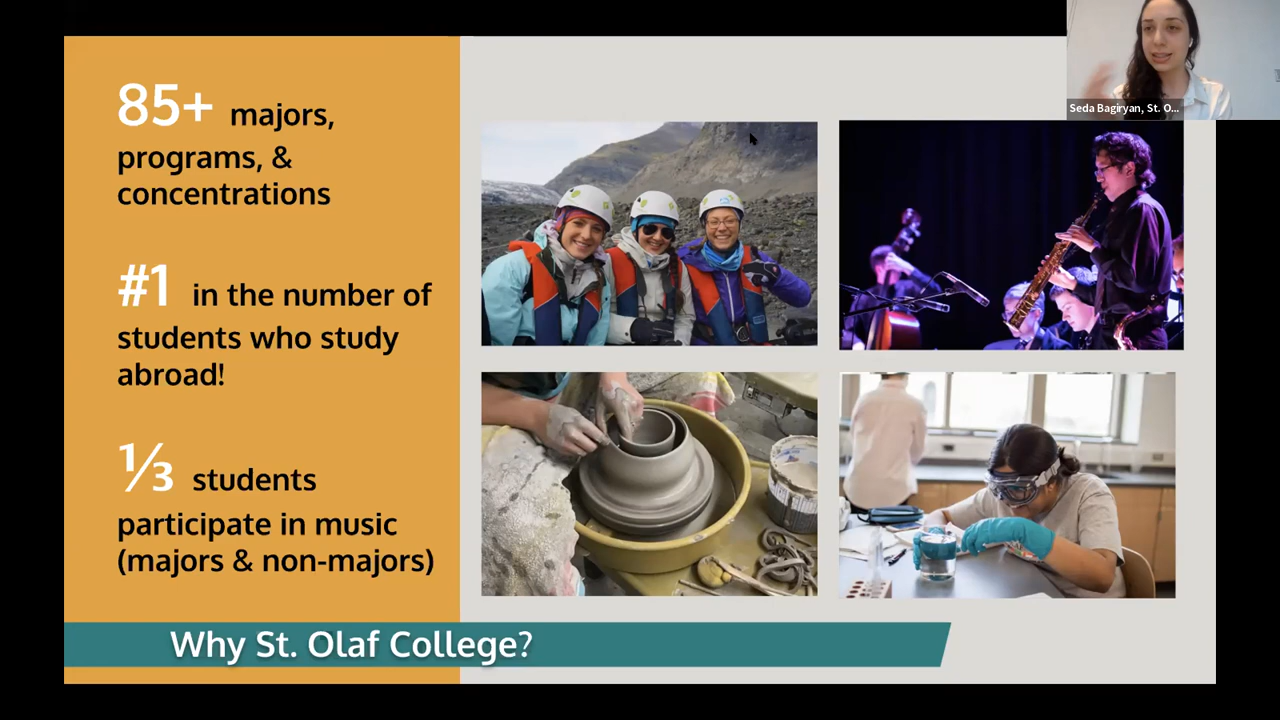 85+ majors,
programs, &
concentrations
#1 in the number of
students who study
abroad!
⅓ students
participate in music
(majors & non-majors)
Why St. Olaf College?
Seda Bagiryan, St. O...